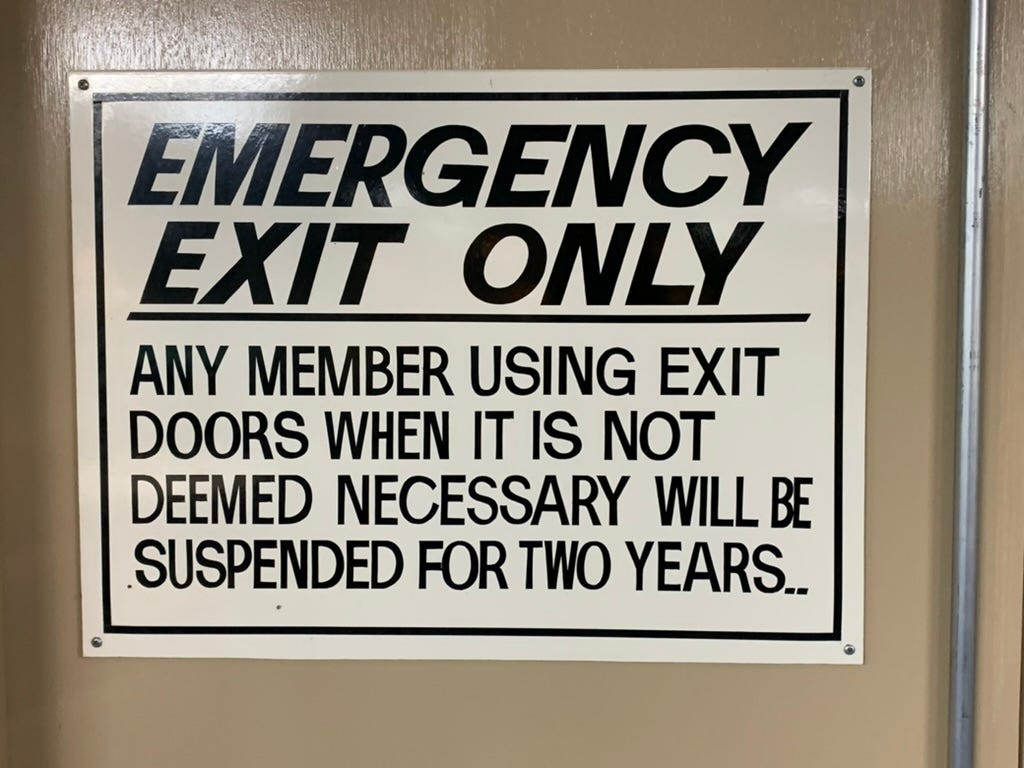 EMERGENCY
EXIT ONLY
ANY MEMBER USING EXIT
DOORS WHEN IT IS NOT
DEEMED NECESSARY WILL BE
SUSPENDED FOR TWO YEARS..